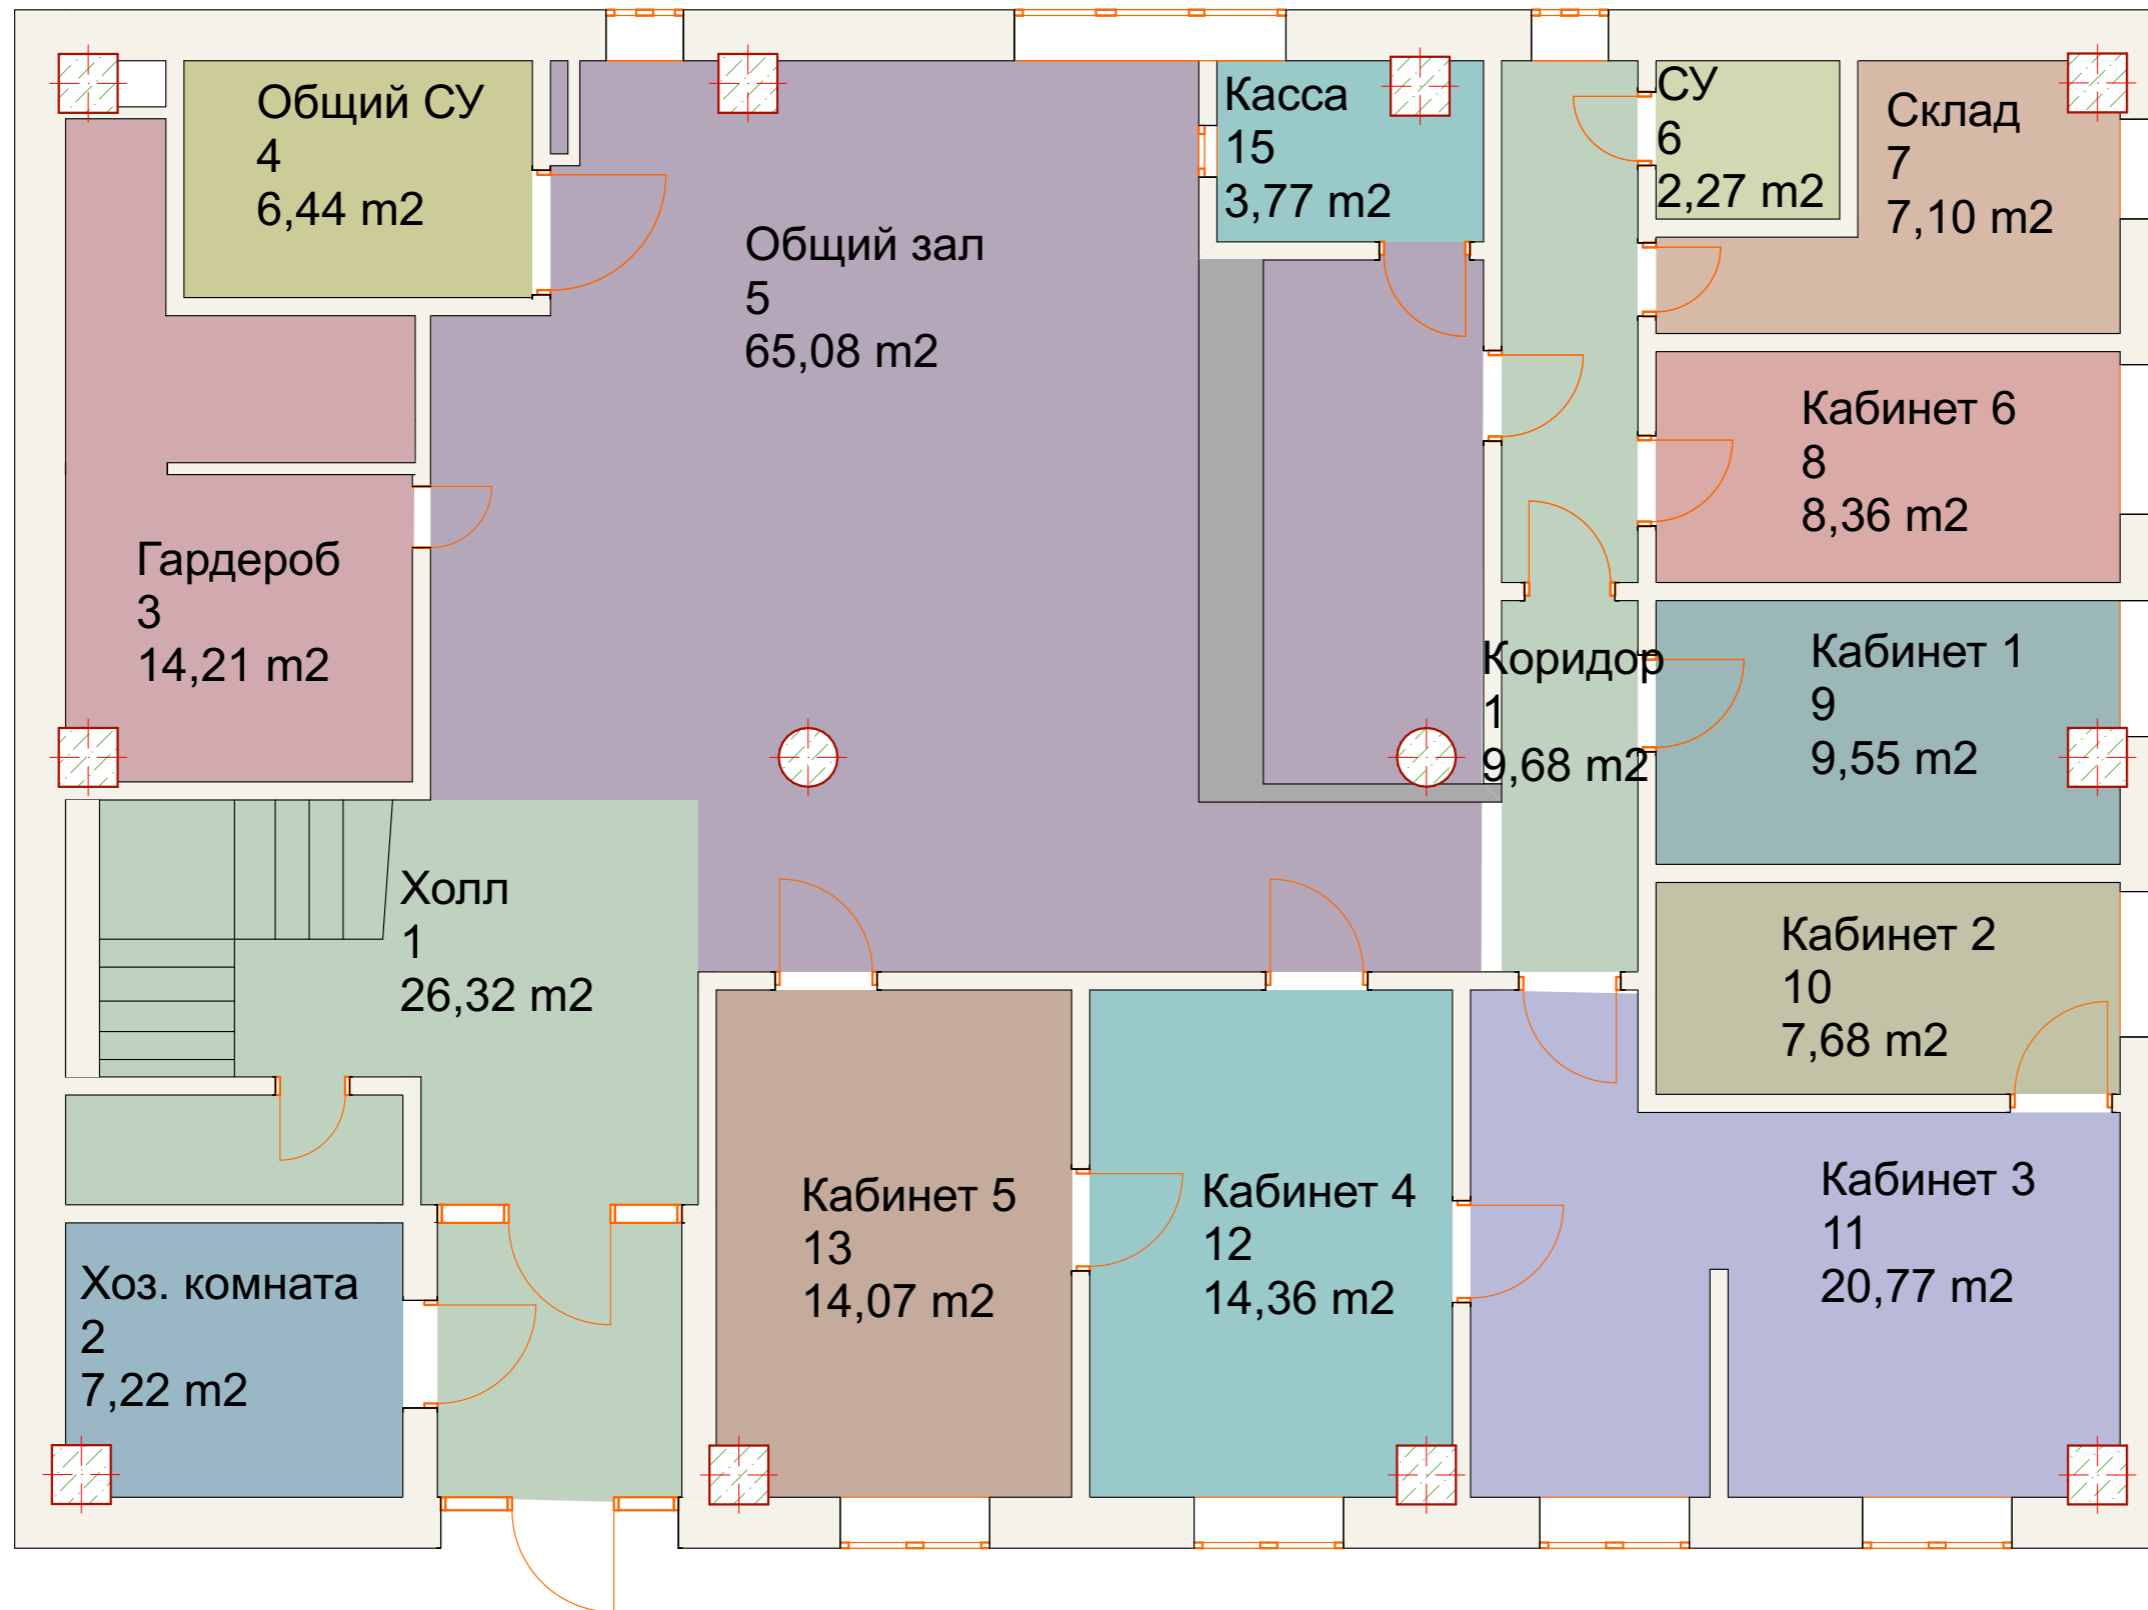 Общий СУ
4
6,44 m2
Общий зал
5
65,08 m2
Касса
15
3,77 m2
СУ
6
2,27 m2
Склад
7
7,10 m2
Кабинет 6
8
8,36 m2
Гардероб
3
14,21 m2
Коридор
1
9,68 m2
Кабинет 1
9
9,55 m2
Холл
1
26,32 m2
Кабинет 2
10
7,68 m2
Кабинет 5
13
14,07 m2
Кабинет 4
12
14,36 m2
Кабинет 3
11
20,77 m2
Хоз. комната
2
7,22 m2